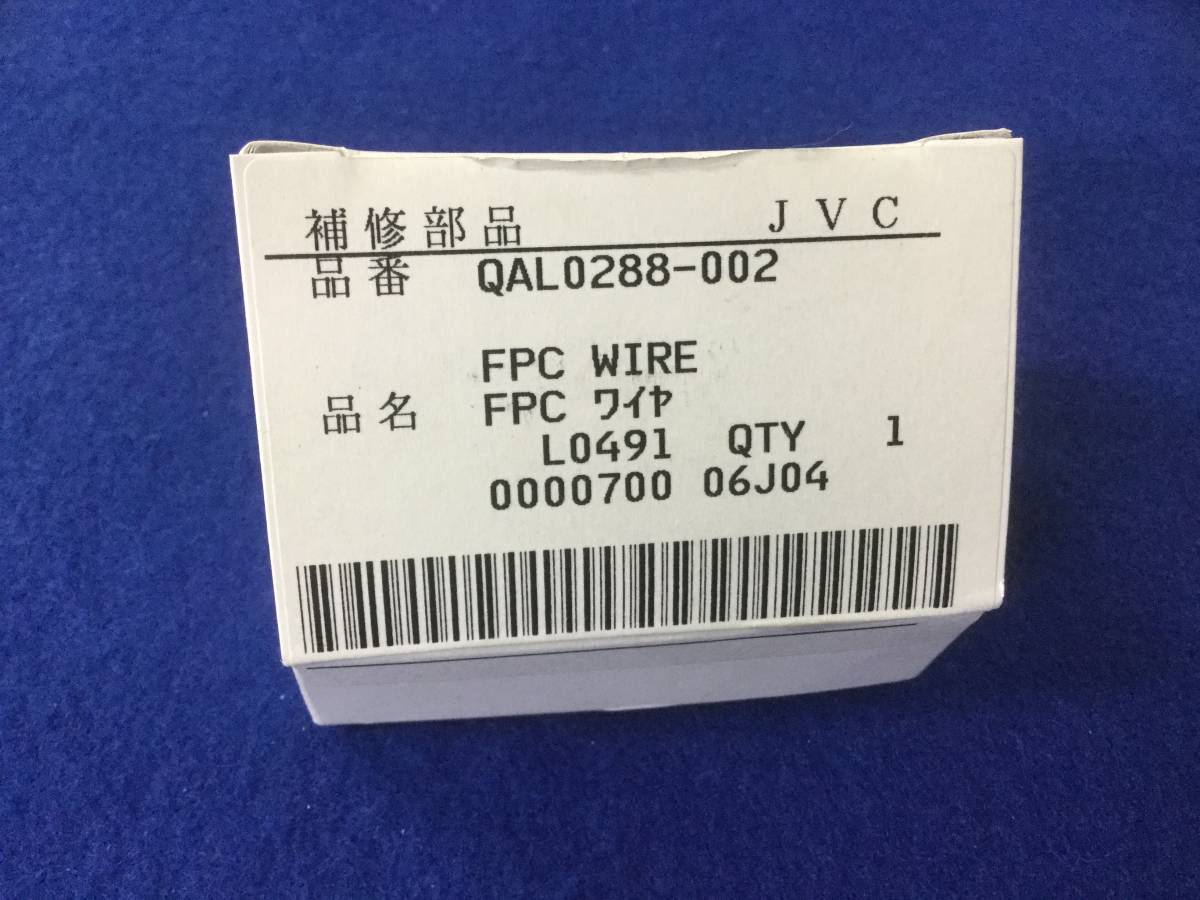 補修部品 JVC
品番 QAL0288-002
FPC WIRE
品名 FPC ワイヤ
L0491 QTY 1
0000700 06J04